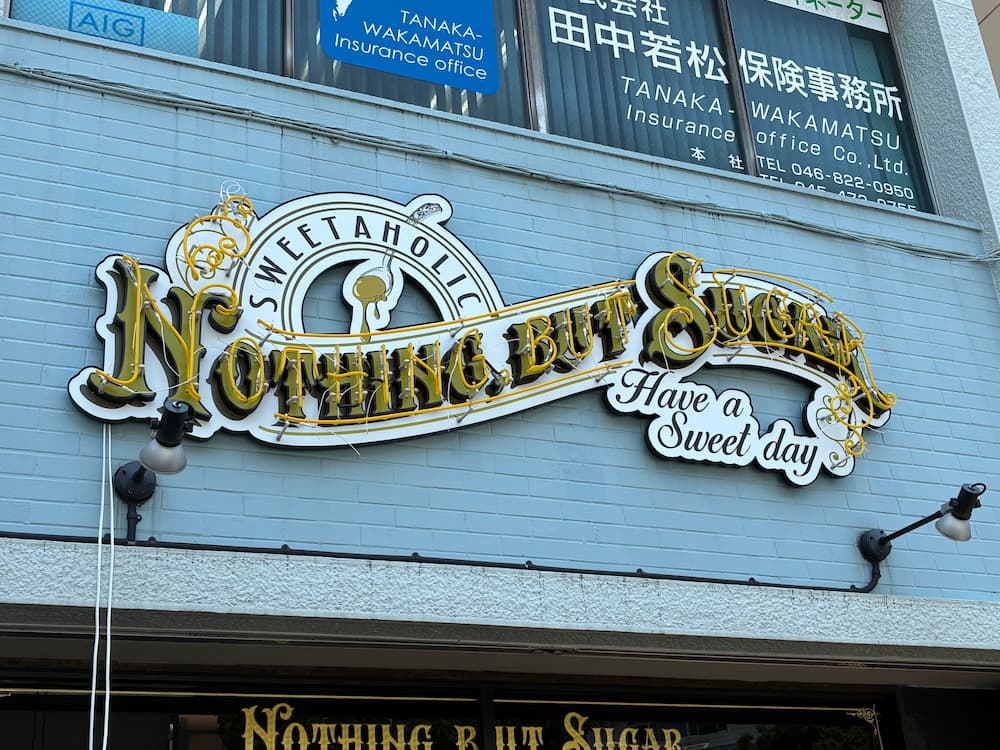 AIG
TANAKA-
WAKAMATSU
Insurance office
田中若松保険事務所
TANAKA-WAKAMATSU
Insurance office Co.,Ltd.
本社 TEL 046-822-0950
SWEETAHOLIC
NOTHING, BUT SUGAR
Have a
Sweet day
NOTHING BUT SUGAR